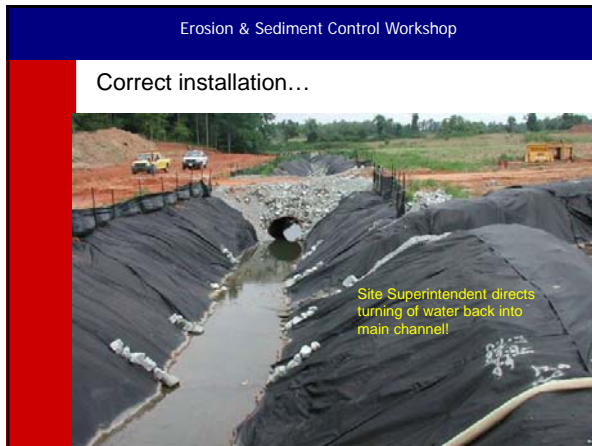 Erosion & Sediment Control Workshop
Correct installation…
Site Superintendent directs
turning of water back into
main channel!